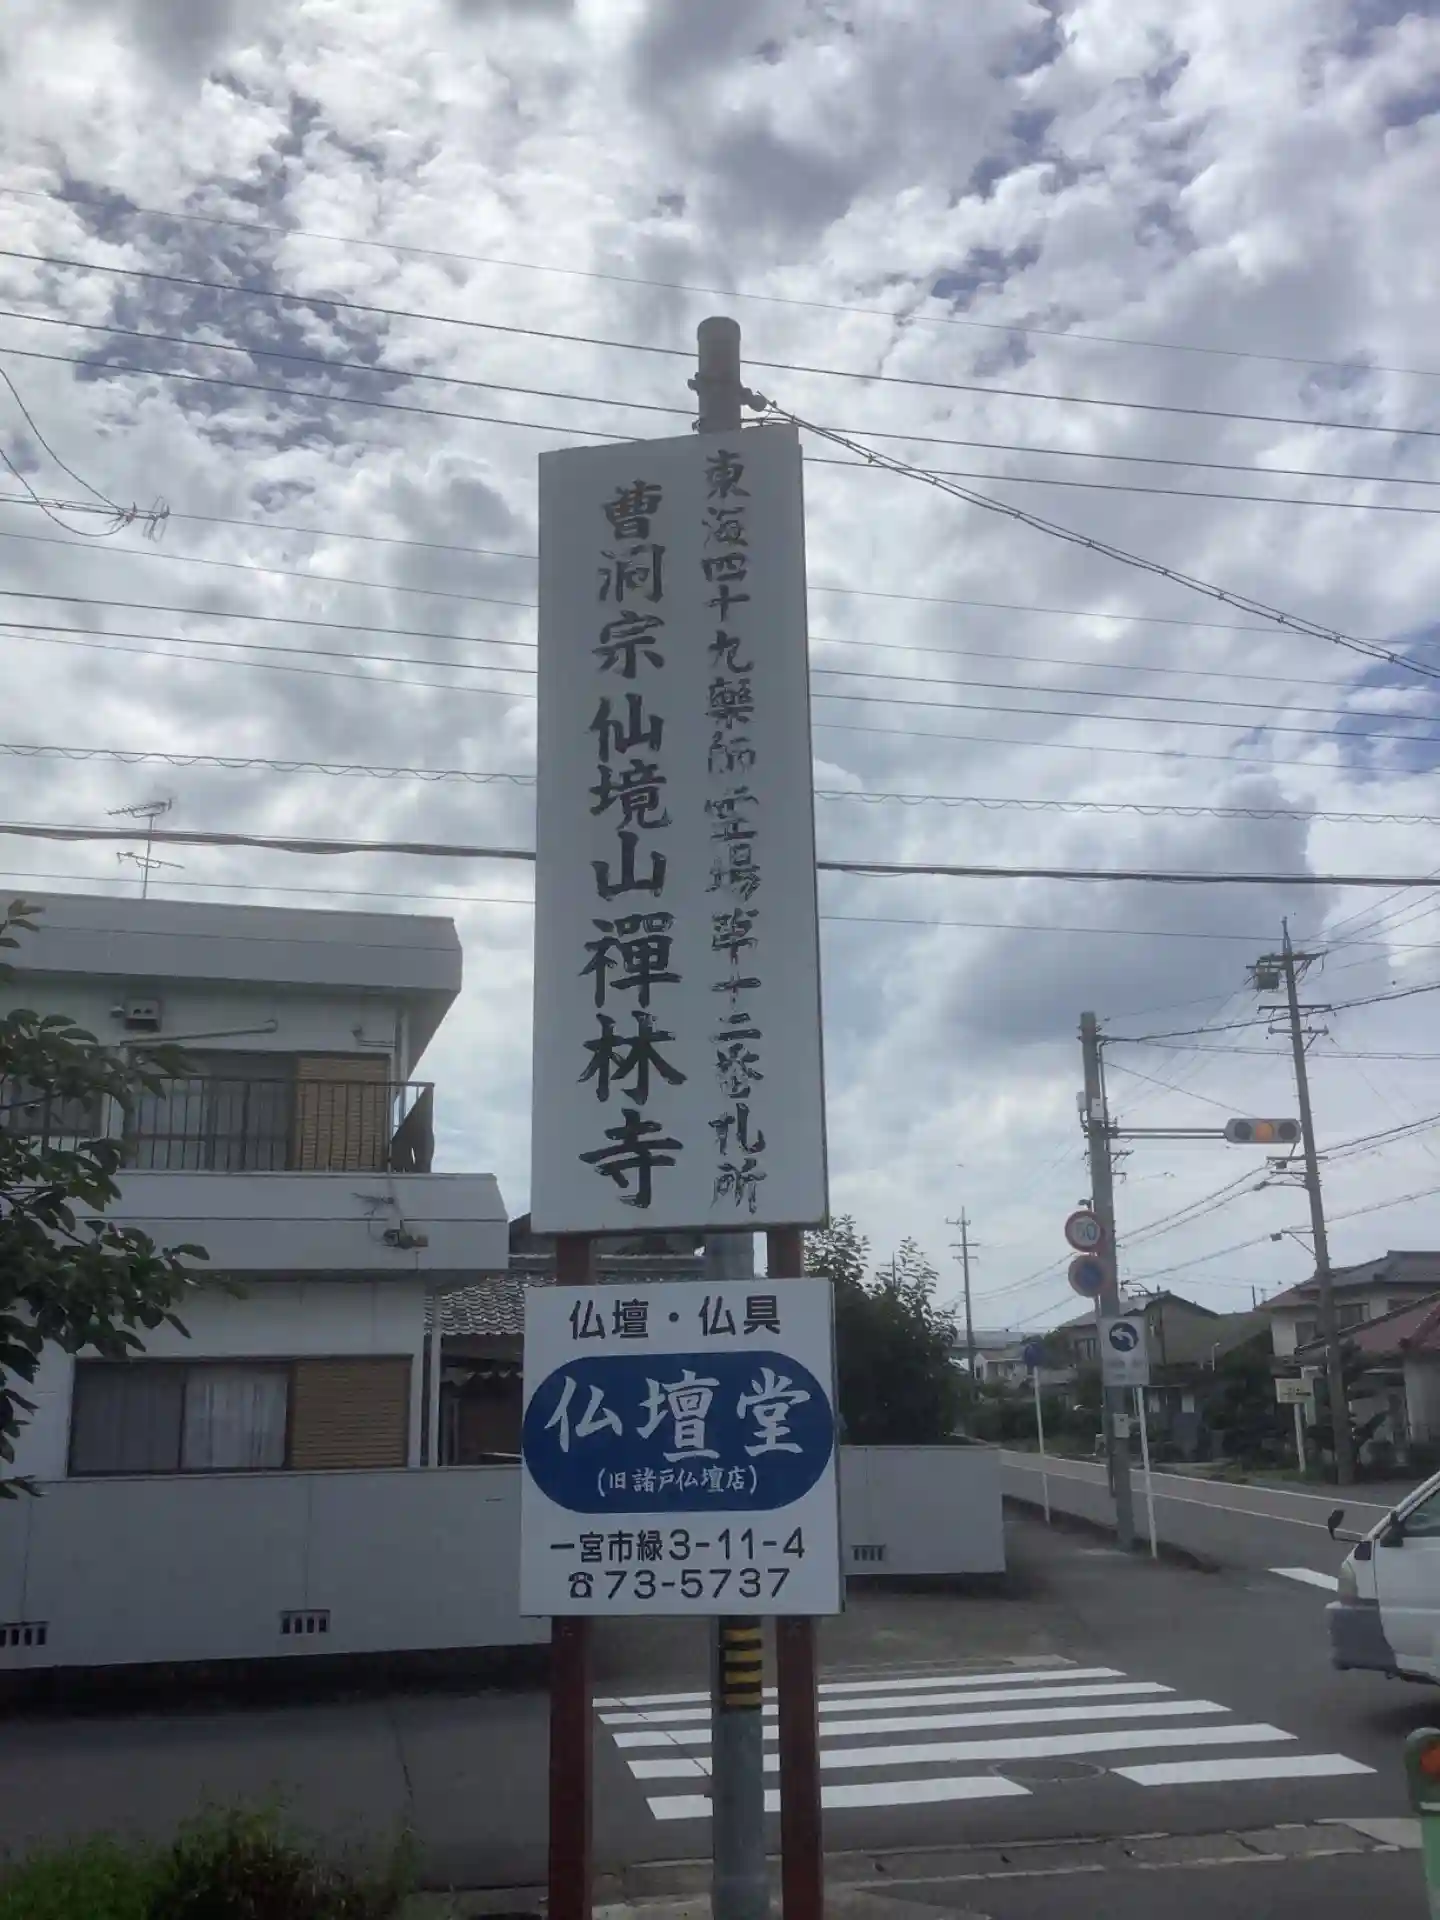 東海四十九薬師霊場第十二番札所
曹洞宗仙境山禪林寺
仏壇・仏具
仏壇堂
(旧諸戸仏壇店)
一宮市緑3-11-4
☎73-5737
50